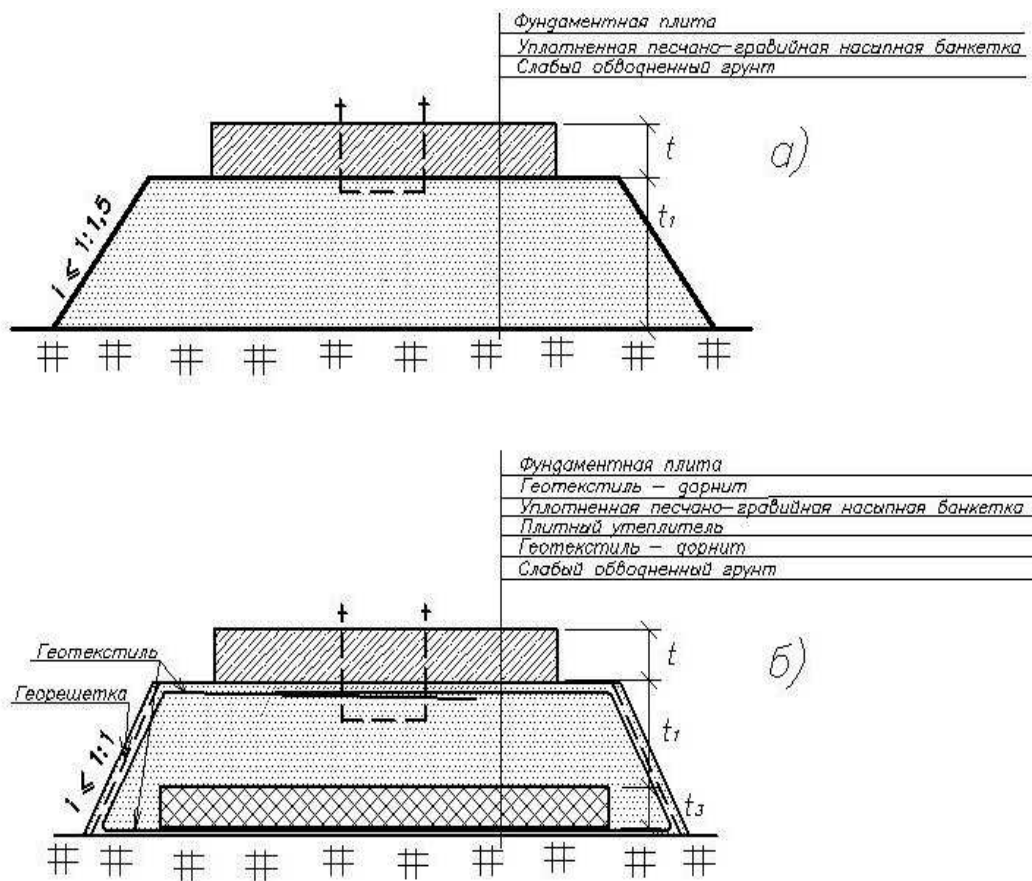 Фундаментная плита
Уплотненная песчано-гравийная насыпная банкетка
Слабый обводненный грунт
а)
t
t₁
i ≤ 1:1,5
Фундаментная плита
Геотекстиль – дорнит
Уплотненная песчано-гравийная насыпная банкетка
Плитный утеплитель
Геотекстиль – дорнит
Слабый обводненный грунт
Геотекстиль
Георешетка
б)
t
t₁
i ≤ 1:1
t₃